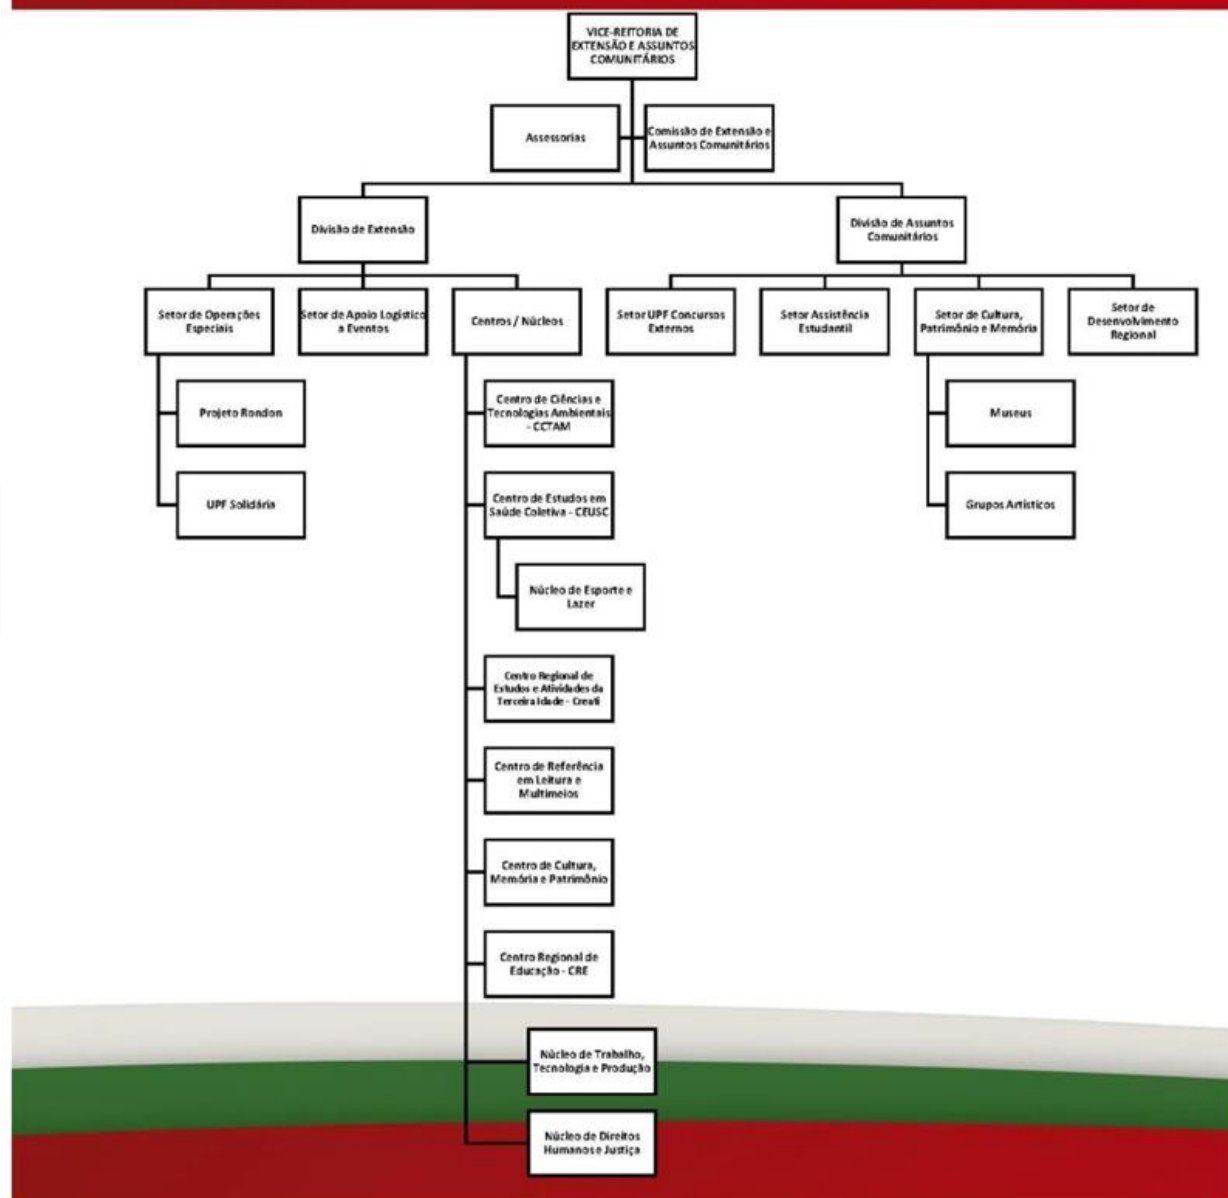 VICE-REITORIA DE
EXTENSÃO E ASSUNTOS
COMUNITÁRIOS
Assessorias
Comissão de Extensão e
Assuntos Comunitários
Divisão de Extensão
Divisão de Assuntos
Comunitários
Setor de Operações
Especiais
Setor de Apoio Logístico
a Eventos
Centros / Núcleos
Setor UPF Concursos
Externos
Setor Assistência
Estudantil
Setor de Cultura,
Patrimônio e Memória
Setor de
Desenvolvimento
Regional
Projeto Rondon
UPF Solidária
Centro de Ciências e
Tecnologias Ambientais
- CCTAM
Centro de Estudos em
Saúde Coletiva - CEUSC
Núcleo de Esporte e
Lazer
Centro Regional de
Estudos e Atividades da
Terceira Idade - Creati
Centro de Referência
em Leitura e
Multimeios
Centro de Cultura,
Memória e Patrimônio
Centro Regional de
Educação - CRE
Núcleo de Trabalho,
Tecnologia e Produção
Núcleo de Direitos
Humanos e Justiça
Museus
Grupos Artísticos